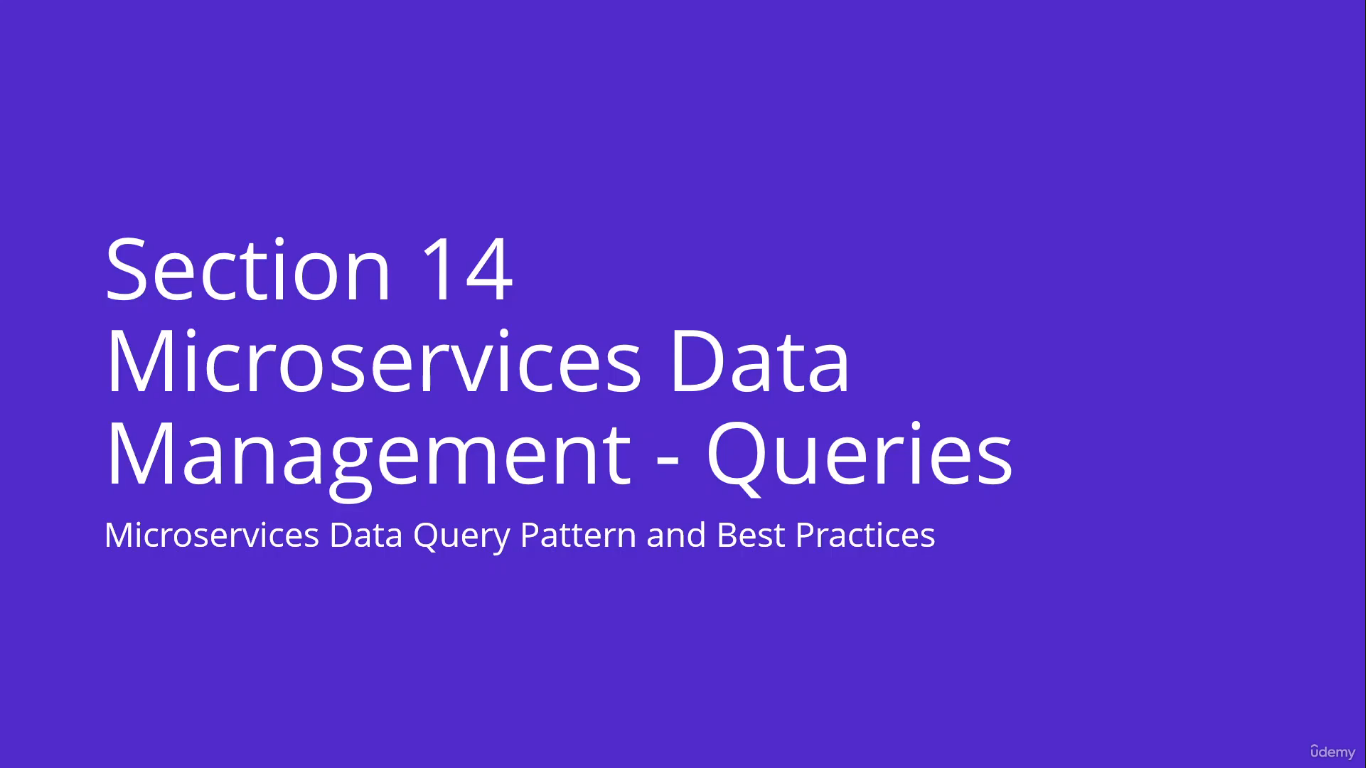 Section 14
Microservices Data
Management - Queries
Microservices Data Query Pattern and Best Practices
ûdemy